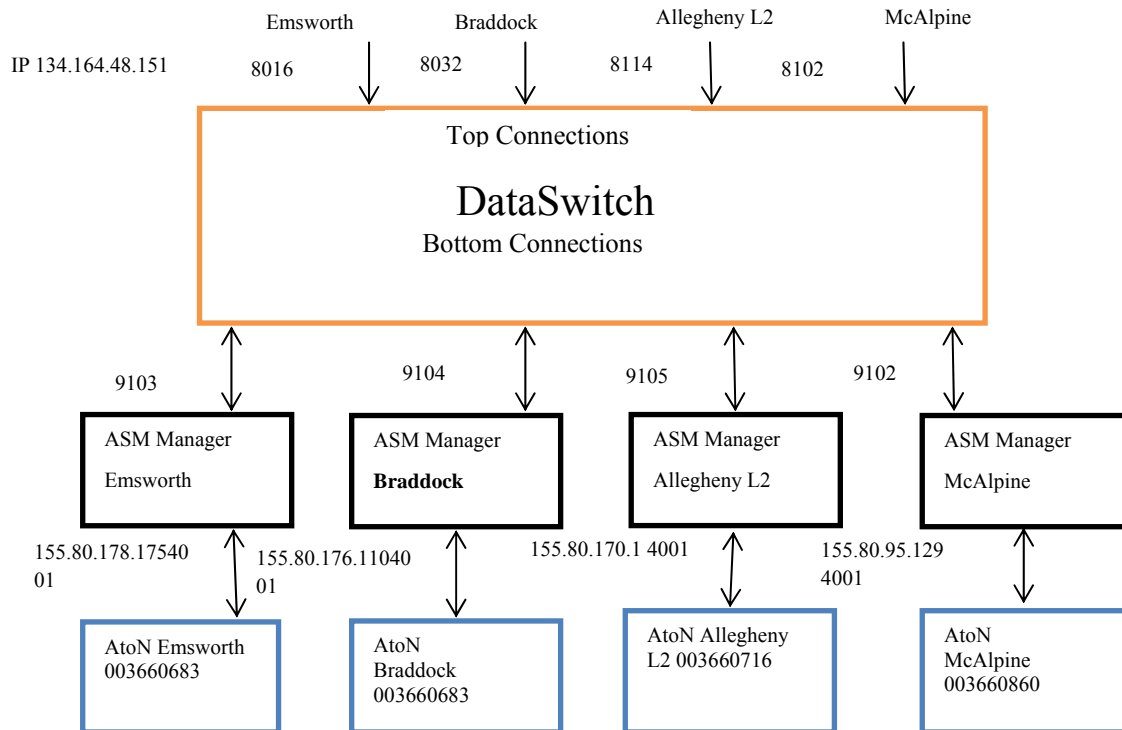 Emsworth
Braddock
Allegheny L2
McAlpine
IP 134.164.48.151
8016
8032
8114
8102
Top Connections
DataSwitch
Bottom Connections
9103
9104
9105
9102
ASM Manager
Emsworth
ASM Manager
Braddock
ASM Manager
Allegheny L2
ASM Manager
McAlpine
155.80.178.17540
01
155.80.176.11040
01
155.80.170.1 4001
155.80.95.129
4001
AtoN Emsworth
003660683
AtoN
Braddock
003660683
AtoN Allegheny
L2 003660716
AtoN
McAlpine
003660860